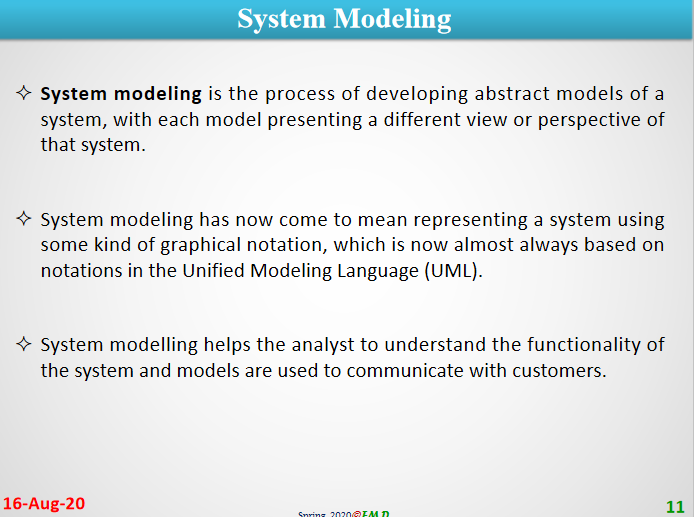 System Modeling
✧ System modeling is the process of developing abstract models of a
system, with each model presenting a different view or perspective of
that system.
✧ System modeling has now come to mean representing a system using
some kind of graphical notation, which is now almost always based on
notations in the Unified Modeling Language (UML).
✧ System modelling helps the analyst to understand the functionality of
the system and models are used to communicate with customers.
16-Aug-20
Spring 2020©
11